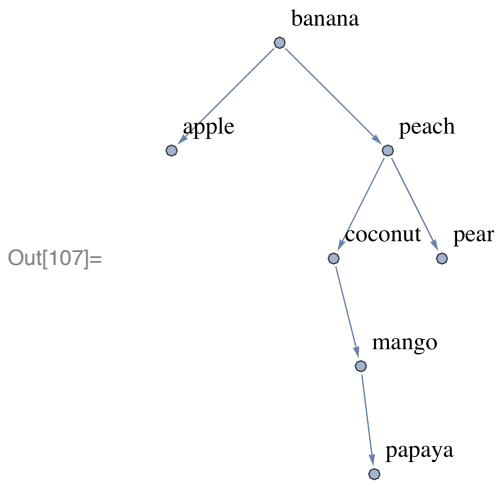 banana
apple
peach
Out[107]=
coconut
pear
mango
papaya